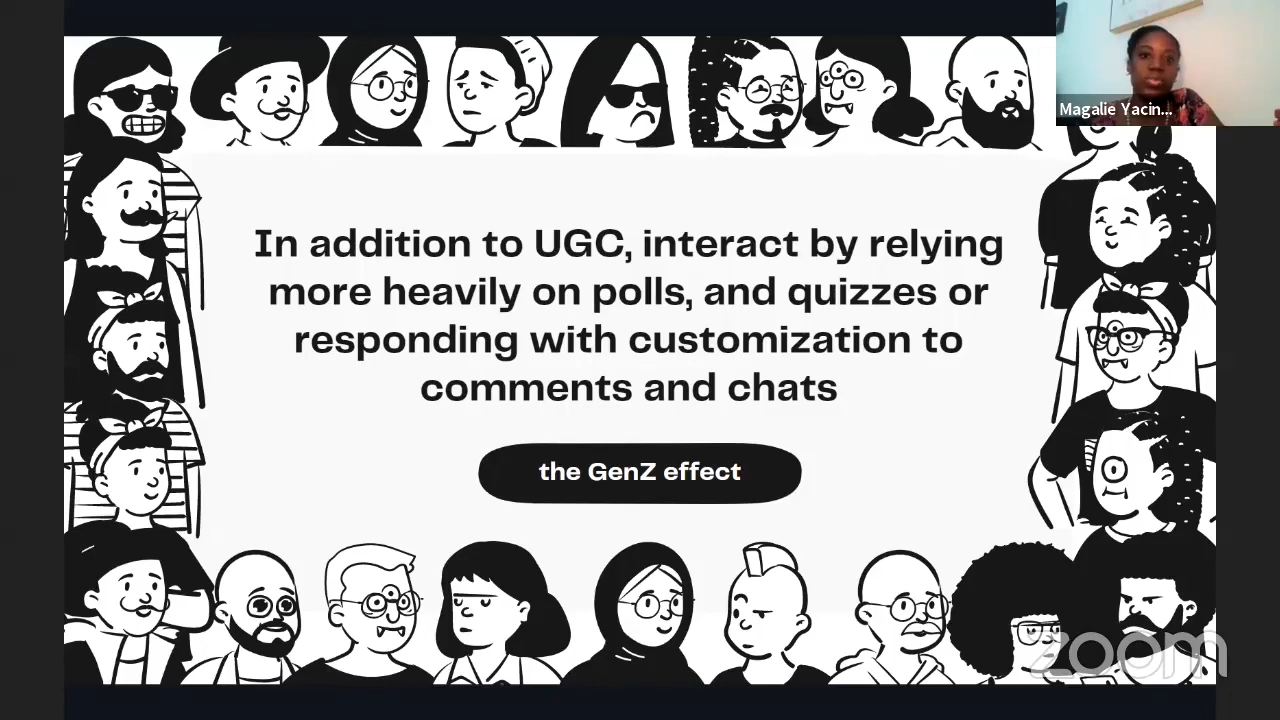 Magalie Yacin...
In addition to UGC, interact by relying
more heavily on polls, and quizzes or
responding with customization to
comments and chats
the GenZ effect
zoom